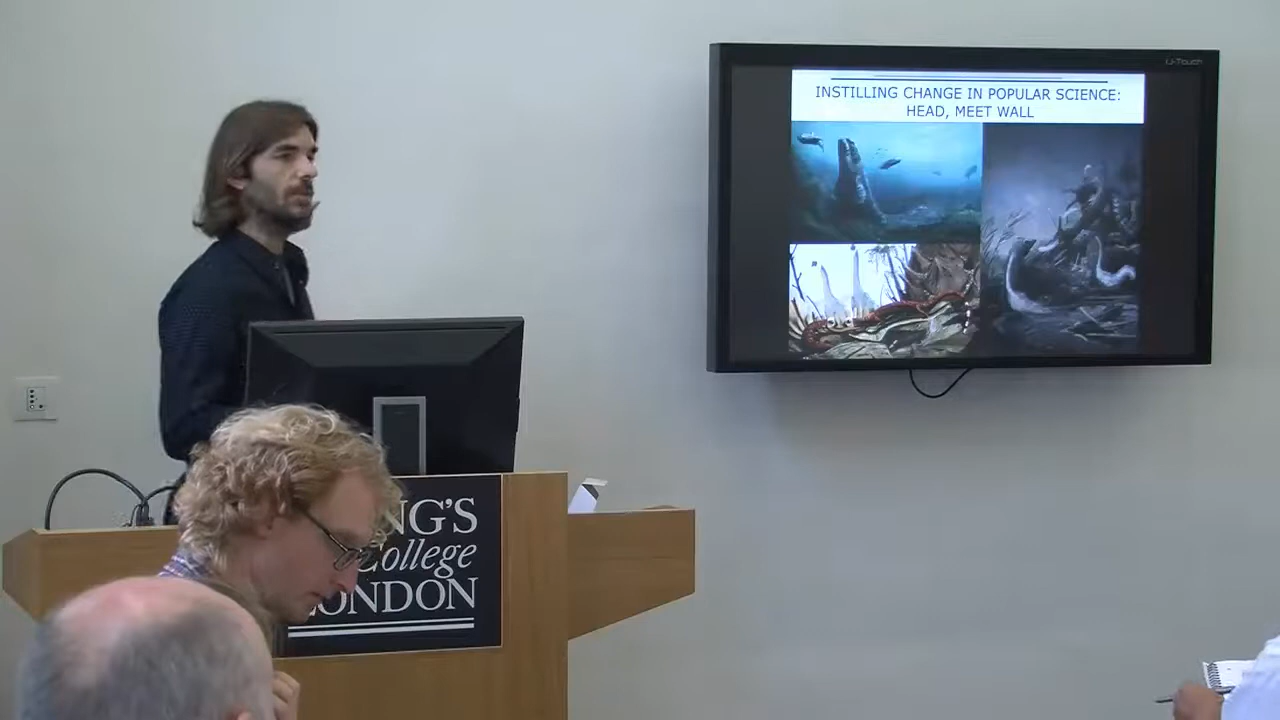 INSTILLING CHANGE IN POPULAR SCIENCE:
HEAD, MEET WALL
NG'S
College
LONDON